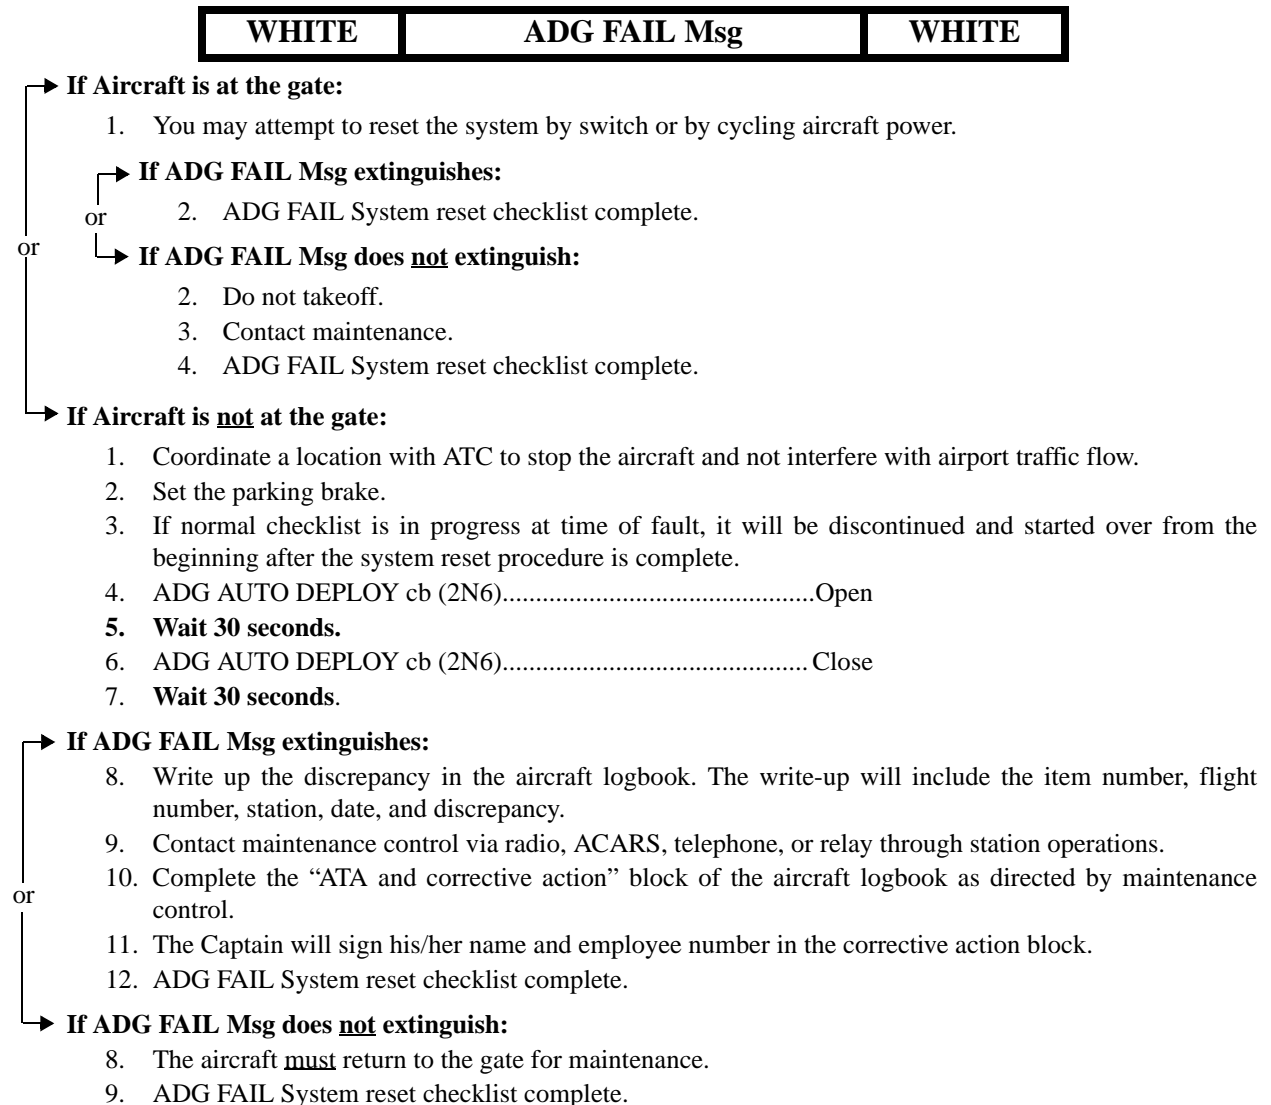 WHITE ADG FAIL Msg WHITE
If Aircraft is at the gate:
1. You may attempt to reset the system by switch or by cycling aircraft power.
If ADG FAIL Msg extinguishes:
or
2. ADG FAIL System reset checklist complete.
or
If ADG FAIL Msg does not extinguish:
2. Do not takeoff.
3. Contact maintenance.
4. ADG FAIL System reset checklist complete.
If Aircraft is not at the gate:
1. Coordinate a location with ATC to stop the aircraft and not interfere with airport traffic flow.
2. Set the parking brake.
3. If normal checklist is in progress at time of fault, it will be discontinued and started over from the
beginning after the system reset procedure is complete.
4. ADG AUTO DEPLOY cb (2N6)...............................................Open
5. Wait 30 seconds.
6. ADG AUTO DEPLOY cb (2N6)..............................................Close
7. Wait 30 seconds.
If ADG FAIL Msg extinguishes:
8. Write up the discrepancy in the aircraft logbook. The write-up will include the item number, flight
number, station, date, and discrepancy.
9. Contact maintenance control via radio, ACARS, telephone, or relay through station operations.
10. Complete the “ATA and corrective action” block of the aircraft logbook as directed by maintenance
or
control.
11. The Captain will sign his/her name and employee number in the corrective action block.
12. ADG FAIL System reset checklist complete.
If ADG FAIL Msg does not extinguish:
8. The aircraft must return to the gate for maintenance.
9. ADG FAIL System reset checklist complete.